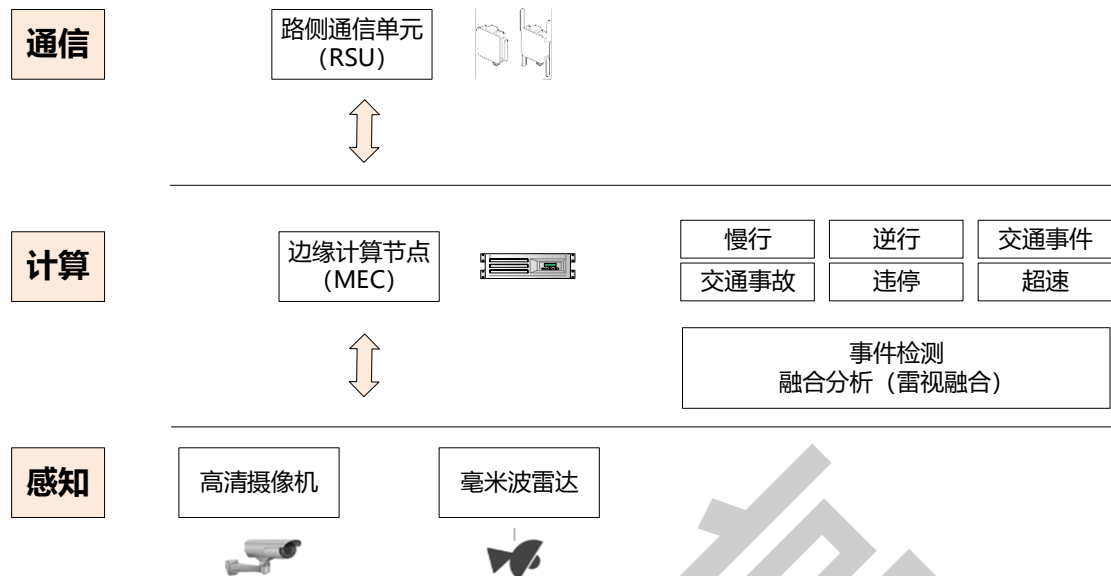 通信
路侧通信单元
(RSU)
计算
边缘计算节点
(MEC)
慢行
逆行
交通事件
交通事故
违停
超速
事件检测
融合分析（雷视融合）
感知
高清摄像机
毫米波雷达